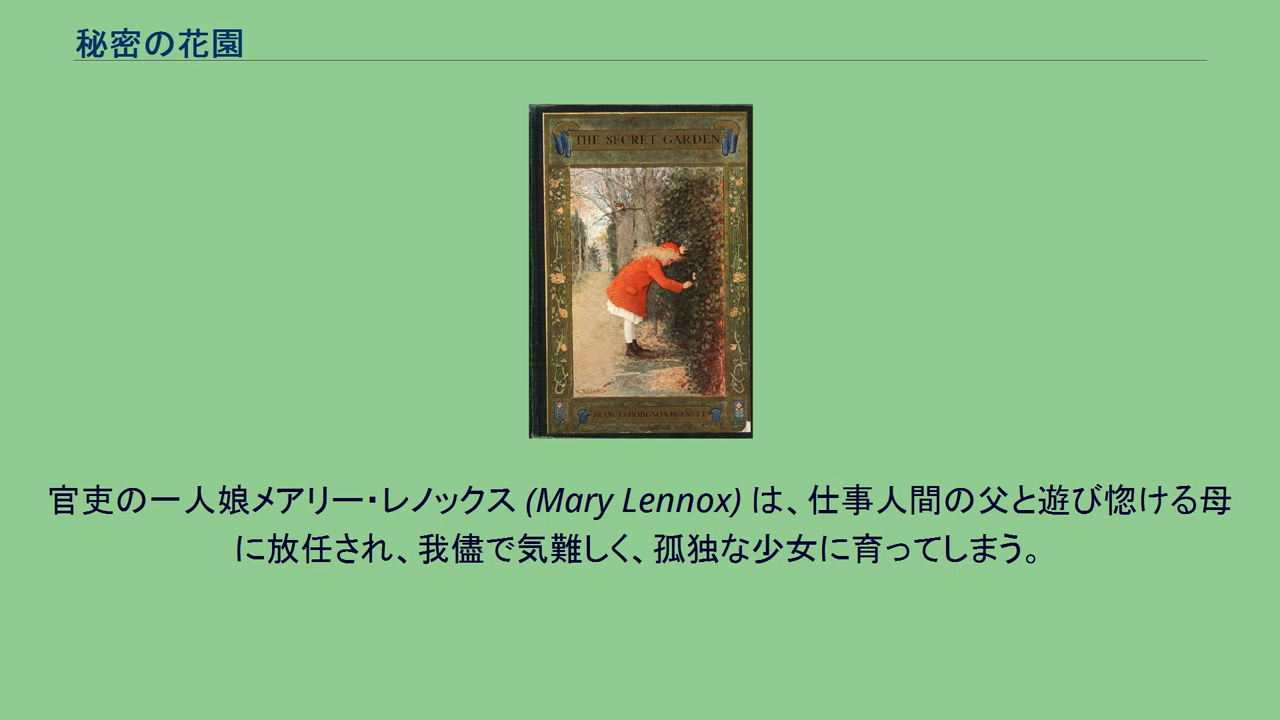 秘密の花園
THE SECRET GARDEN
FRANCES HODGSON BURNETT
官吏の一人娘メアリー・レノックス (Mary Lennox) は、仕事人間の父と遊び惚ける母
に放任され、我儘で気難しく、孤独な少女に育ってしまう。